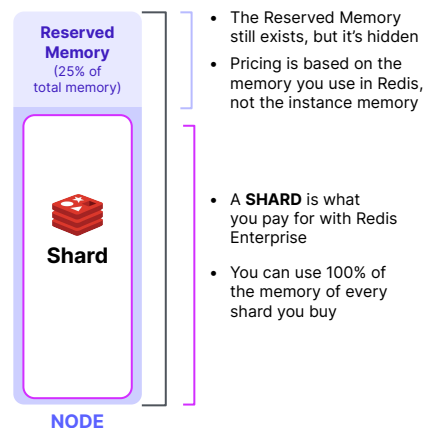 Reserved
Memory
(25% of
total memory)
Shard
NODE
• The Reserved Memory
still exists, but it's hidden
• Pricing is based on the
memory you use in Redis,
not the instance memory
• A SHARD is what
you pay for with Redis
Enterprise
• You can use 100% of
the memory of every
shard you buy